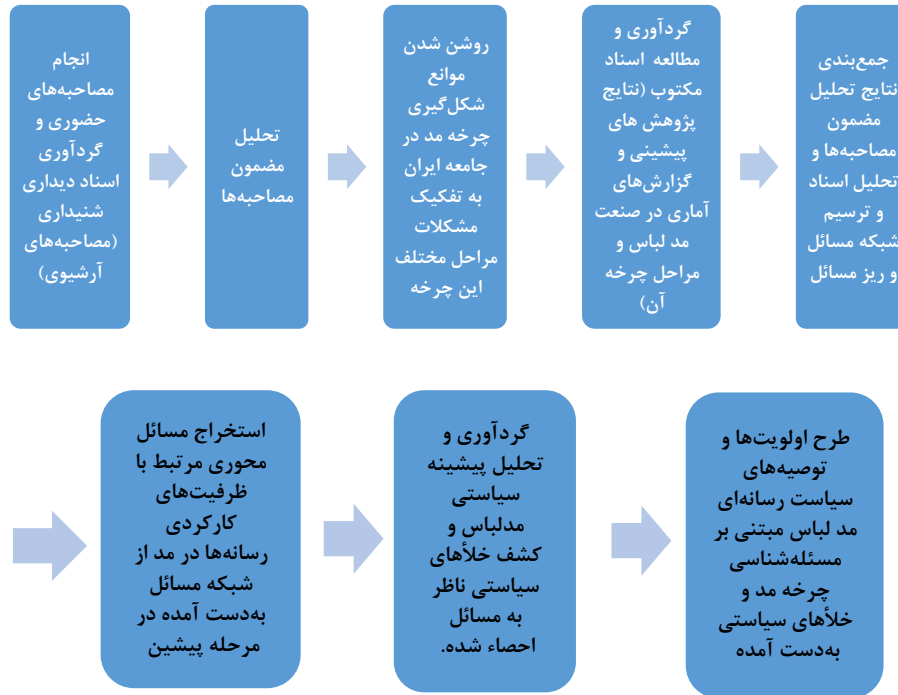 انجام
مصاحبه‌های
حضوری و
گردآوری
اسناد دیداری
شنیداری
(مصاحبه‌های
آرشیوی)
تحلیل
مضمون
مصاحبه‌ها
روشن شدن
موانع
شکل‌گیری
چرخه مد در
جامعه ایران
به تفکیک
مشکلات
مراحل مختلف
این چرخه
گردآوری و
مطالعه اسناد
مکتوب (نتایج
پژوهش های
پیشینی و
گزارش‌های
آماری در صنعت
مد لباس و
مراحل چرخه
آن)
جمع‌بندی
نتایج تحلیل
مضمون
مصاحبه‌ها و
تحلیل اسناد
و ترسیم
شبکه مسائل
و ریز مسائل
استخراج مسائل
محوری مرتبط با
ظرفیت‌های
کارکردی
رسانه‌ها در مد از
شبکه مسائل
به‌دست آمده در
مرحله پیشین
گردآوری و
تحلیل پیشینه
سیاستی
مدلباس و
کشف خلأهای
سیاستی ناظر
به مسائل
احصاء شده.
طرح اولویت‌ها و
توصیه‌های
سیاست رسانه‌ای
مد لباس مبتنی بر
مسئله‌شناسی
چرخه مد و
خلأهای سیاستی
به‌دست آمده